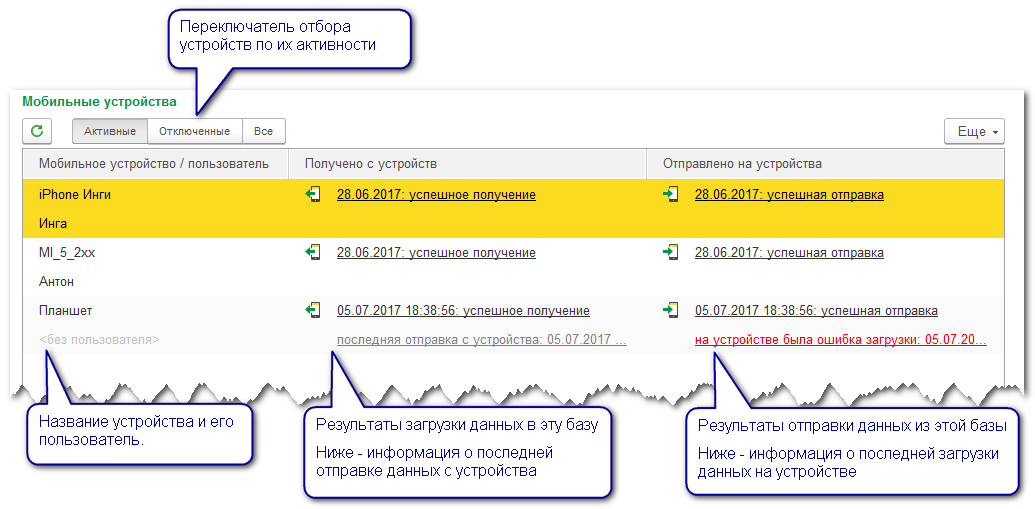 Переключатель отбора
устройств по их активности
Мобильные устройства
Активные Отключенные Все Еще
Мобильное устройство / пользователь Получено с устройств Отправлено на устройства
iPhone Инги 28.06.2017: успешное получение 28.06.2017: успешная отправка
Инга
MI_5_2xx 28.06.2017: успешное получение 28.06.2017: успешная отправка
Антон
Планшет 05.07.2017 18:38:56: успешное получение 05.07.2017 18:38:56: успешная отправка
<без пользователя> последняя отправка с устройства: 05.07.2017 ... на устройстве была ошибка загрузки: 05.07.20...
Название устройства и его
пользователь.
Результаты загрузки данных в эту базу
Ниже - информация о последней
отправке данных с устройства
Результаты отправки данных из этой базы
Ниже - информация о последней загрузки
данных на устройстве